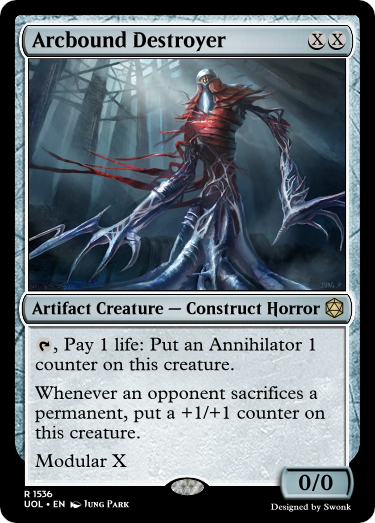 Arcbound Destroyer XX
Artifact Creature — Construct Horror
, Pay 1 life: Put an Annihilator 1
counter on this creature.
Whenever an opponent sacrifices a
permanent, put a +1/+1 counter on
this creature.
Modular X
0/0
R 1536
UOL • EN Jung Park
Designed by Swonk